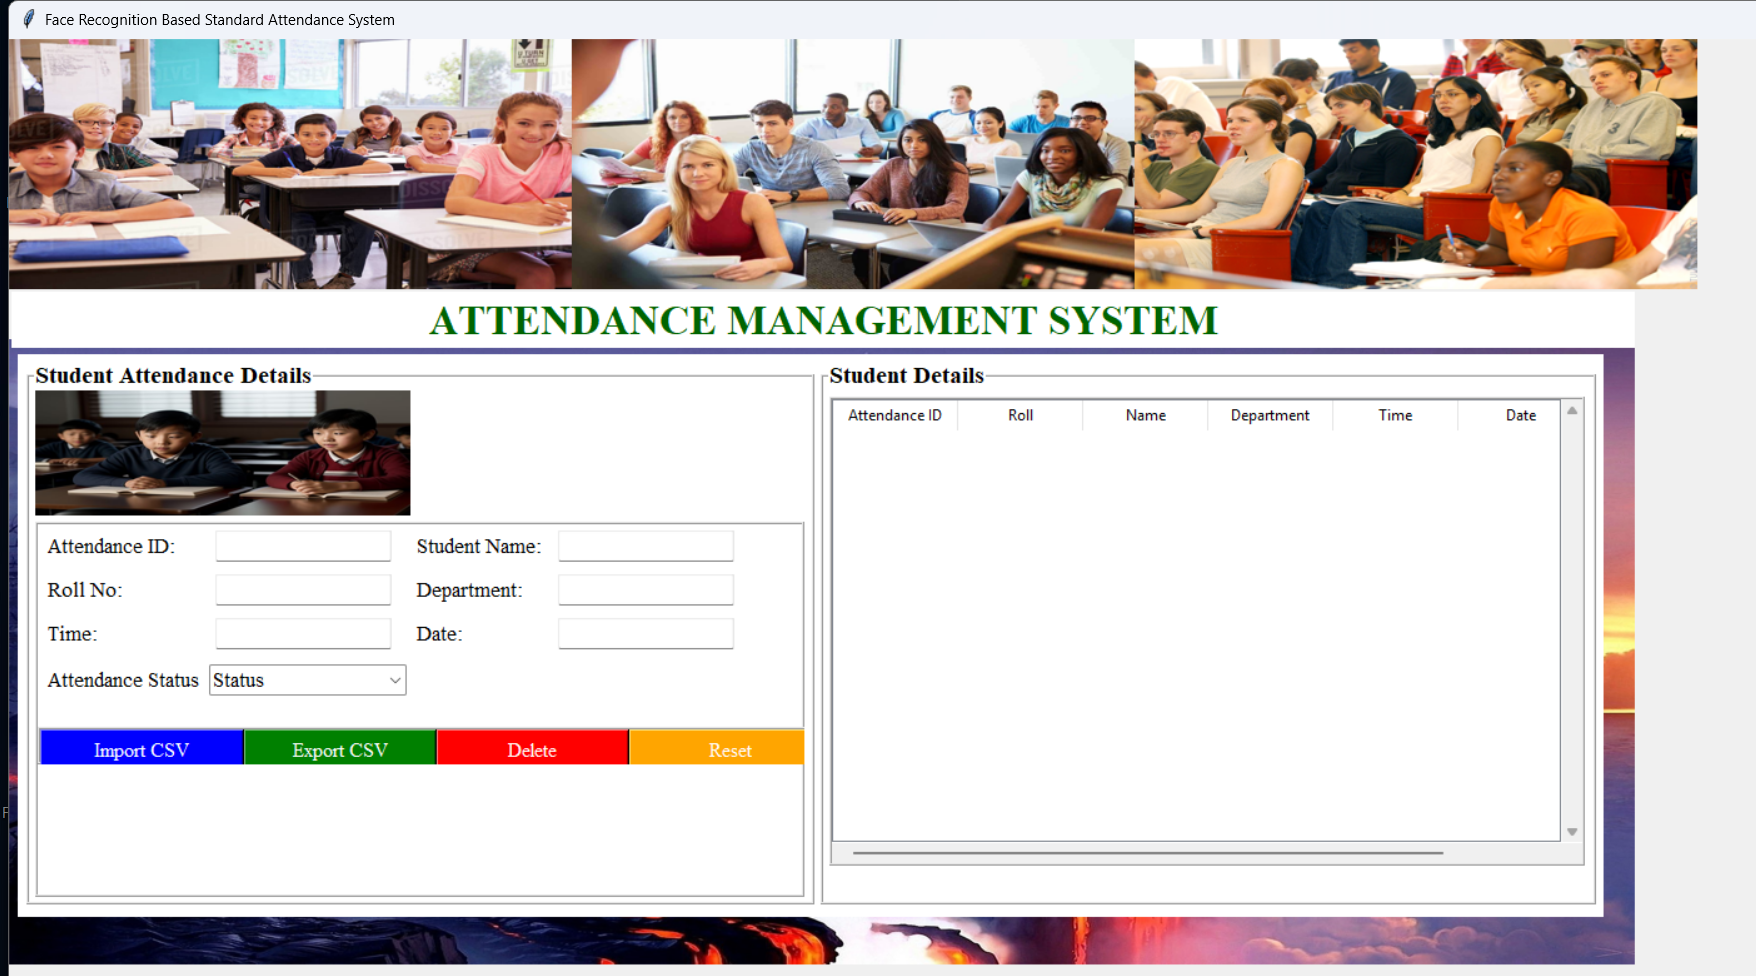 Face Recognition Based Standard Attendance System
U TURN
ATTENDANCE MANAGEMENT SYSTEM
Student Attendance Details
Attendance ID:
Student Name:
Roll No:
Department:
Time:
Date:
Attendance Status
Status
Import CSV
Export CSV
Delete
Reset
Student Details
Attendance ID
Roll
Name
Department
Time
Date